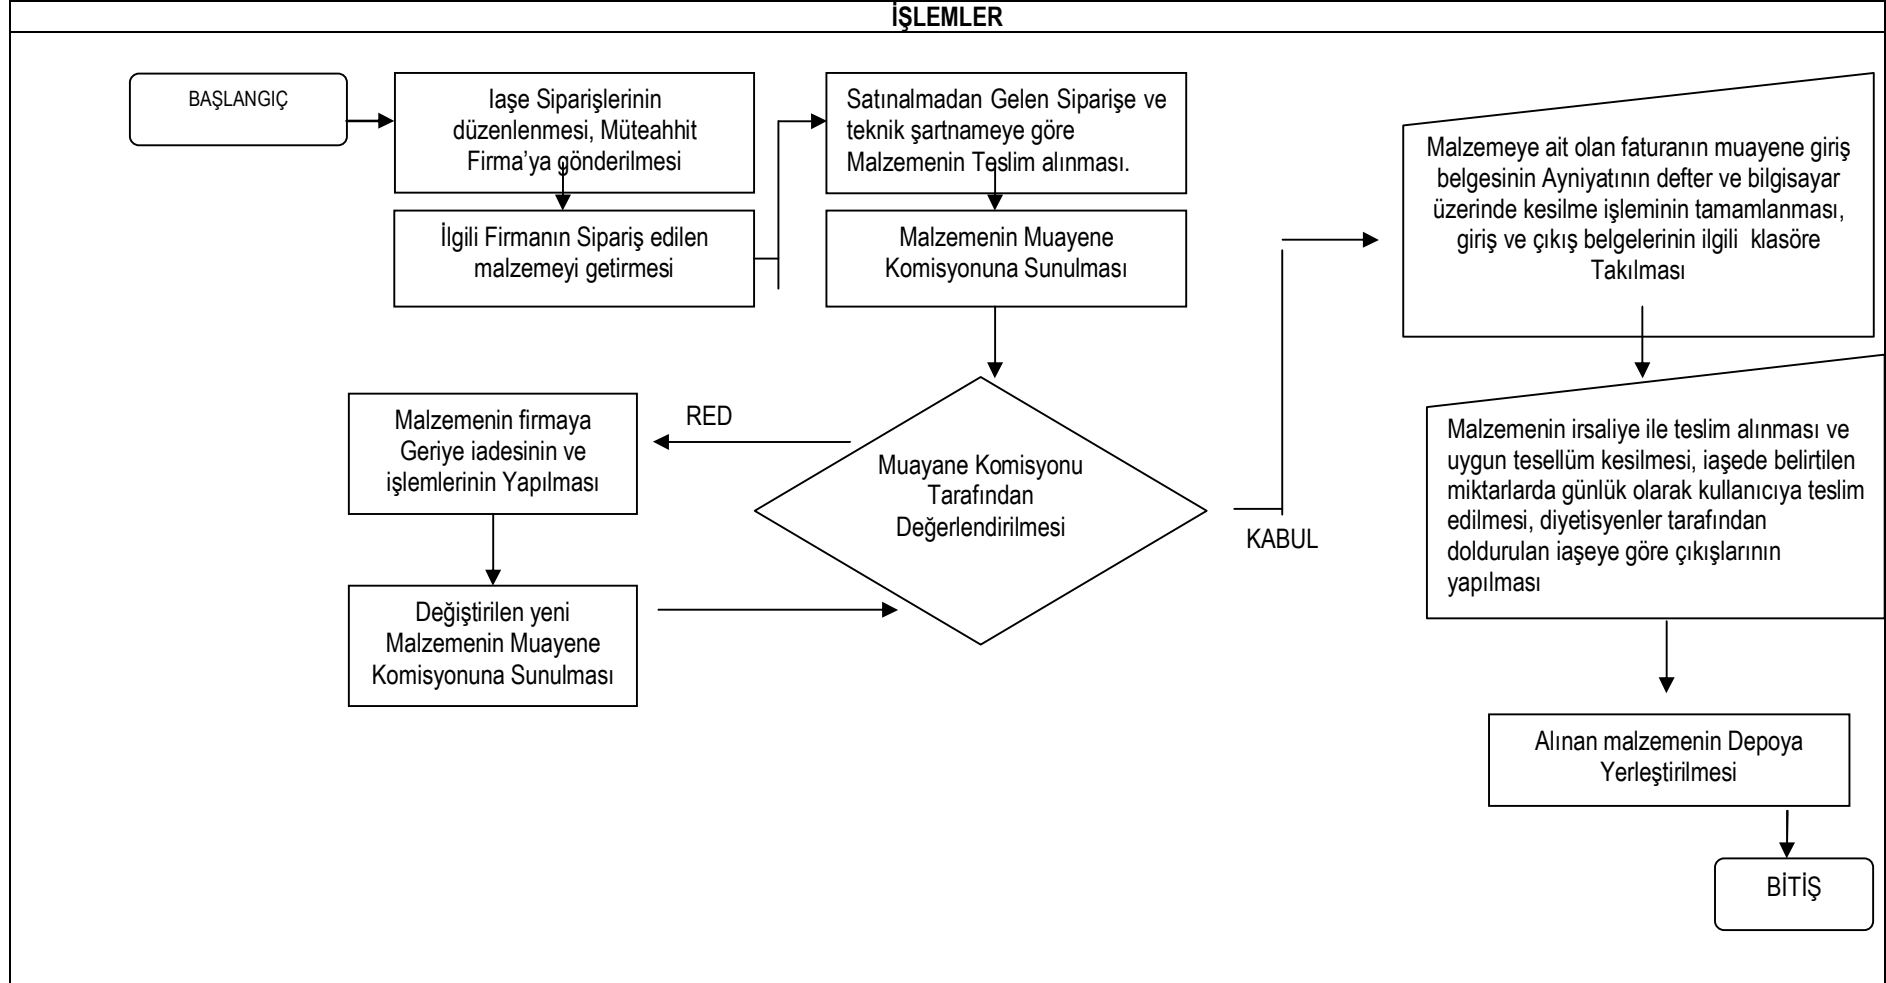 İŞLEMLER
BAŞLANGIÇ
Iaşe Siparişlerinin
düzenlenmesi, Müteahhit
Firma’ya gönderilmesi
İlgili Firmanın Sipariş edilen
malzemeyi getirmesi
Satınalmadan Gelen Siparişe ve
teknik şartnameye göre
Malzemenin Teslim alınması.
Malzemenin Muayene
Komisyonuna Sunulması
Muayane Komisyonu
Tarafından
Değerlendirilmesi
RED
Malzemenin firmaya
Geriye iadesinin ve
işlemlerinin Yapılması
Değiştirilen yeni
Malzemenin Muayene
Komisyonuna Sunulması
KABUL
Malzemeye ait olan faturanın muayene giriş
belgesinin Ayniyatının defter ve bilgisayar
üzerinde kesilme işleminin tamamlanması,
giriş ve çıkış belgelerinin ilgili klasöre
Takılması
Malzemenin irsaliye ile teslim alınması ve
uygun tesellüm kesilmesi, iaşede belirtilen
miktarlarda günlük olarak kullanıcıya teslim
edilmesi, diyetisyenler tarafından
doldurulan iaşeye göre çıkışlarının
yapılması
Alınan malzemenin Depoya
Yerleştirilmesi
BİTİŞ